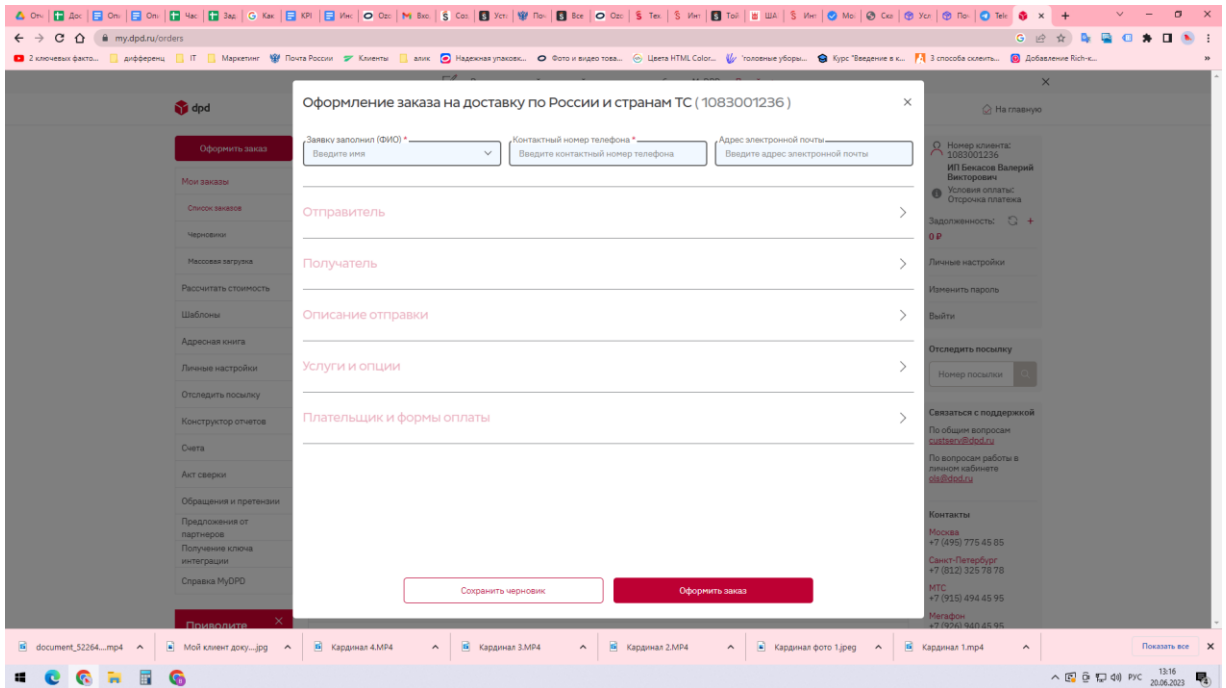 my.dpd.ru/orders
2 ключевых факто...
дифференц
IT
Маркетинг
Почта России
Клиенты
алик
Надежная упаковк...
Фото и видео това...
Цвета HTML Color...
Курс "Введение в к...
3 способа склеить...
Добавление Rich-к...
dpd
На главную
Оформить заказ
Мои заказы
Список заказов
Черновики
Массовая загрузка
Рассчитать стоимость
Шаблоны
Адресная книга
Личные настройки
Отследить посылку
Конструктор отчетов
Счета
Акт сверки
Обращения и претензии
Предложения от
партнеров
Получение ключа
интеграции
Справка MyDPD
Приводите
Оформление заказа на доставку по России и странам ТС ( 1083001236 )
Заявку заполнил (ФИО) *
Введите имя
Контактный номер телефона *
Введите контактный номер телефона
Адрес электронной почты
Введите адрес электронной почты
Отправитель
Получатель
Описание отправки
Услуги и опции
Плательщик и формы оплаты
Сохранить черновик
Оформить заказ
Номер клиента:
1083001236
ИП Бекасов Валерий
Викторович
Условия оплаты:
Отсрочка платежа
Задолженность:
0 ₽
Личные настройки
Изменить пароль
Выйти
Отследить посылку
Номер посылки
Связаться с поддержкой
По общим вопросам
custserv@dpd.ru
По вопросам работы в
личном кабинете
ols@dpd.ru
Контакты
Москва
+7 (495) 775 45 85
Санкт-Петербург
+7 (812) 325 78 78
МТС
+7 (915) 494 45 95
Мегафон
+7 (926) 940 45 95
document_52264....mp4
Мой клиент доку....jpg
Кардинал 4.MP4
Кардинал 3.MP4
Кардинал 2.MP4
Кардинал фото 1.jpeg
Кардинал 1.mp4
Показать все
РУС
13:16
20.06.2023